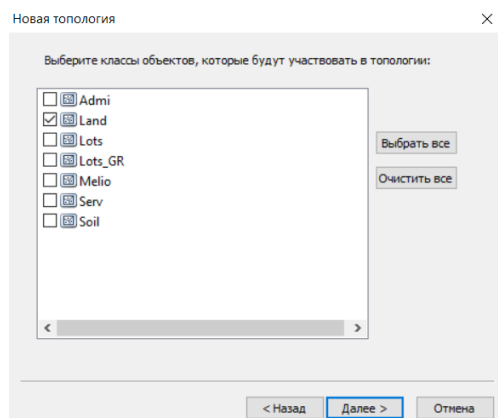 Новая топология
Выберите классы объектов, которые будут участвовать в топологии:
Admi
Land
Lots
Lots_GR
Melio
Serv
Soil
Выбрать все
Очистить все
< Назад
Далее >
Отмена